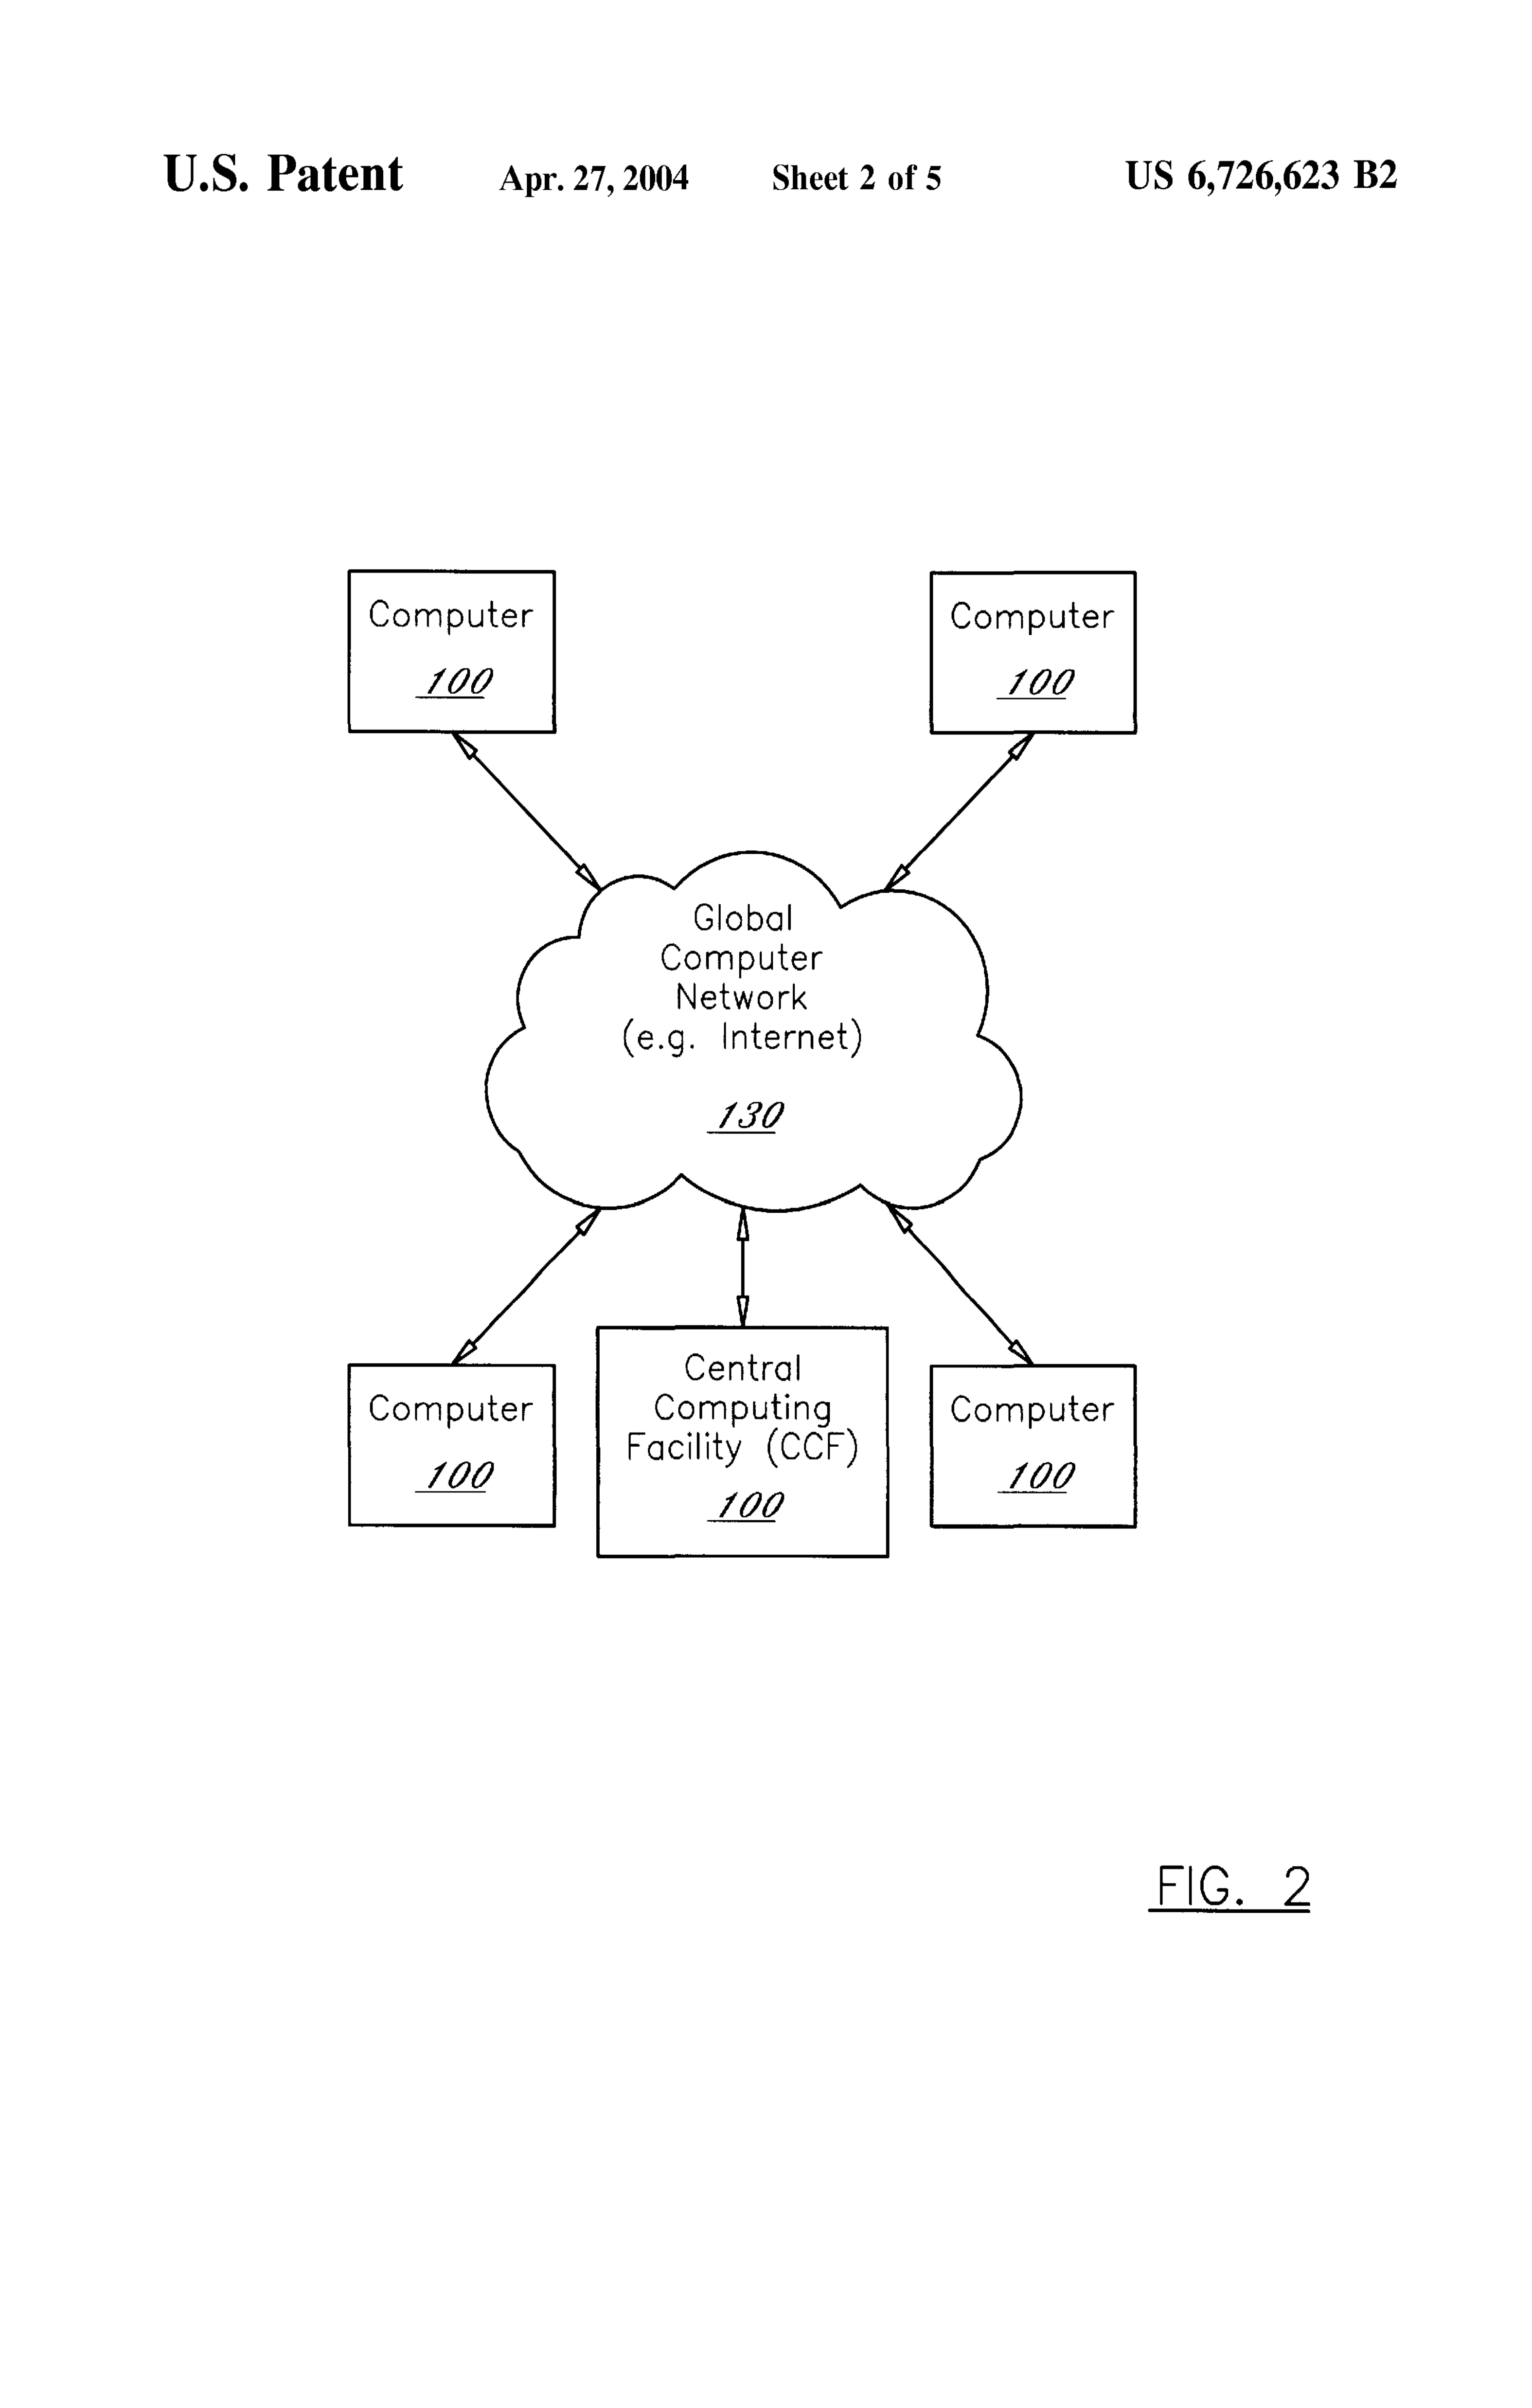 U.S. Patent Apr. 27, 2004 Sheet 2 of 5 US 6,726,623 B2
Computer
100
Computer
100
Global
Computer
Network
(e.g. Internet)
130
Computer
100
Central
Computing
Facility (CCF)
100
Computer
100
FIG. 2